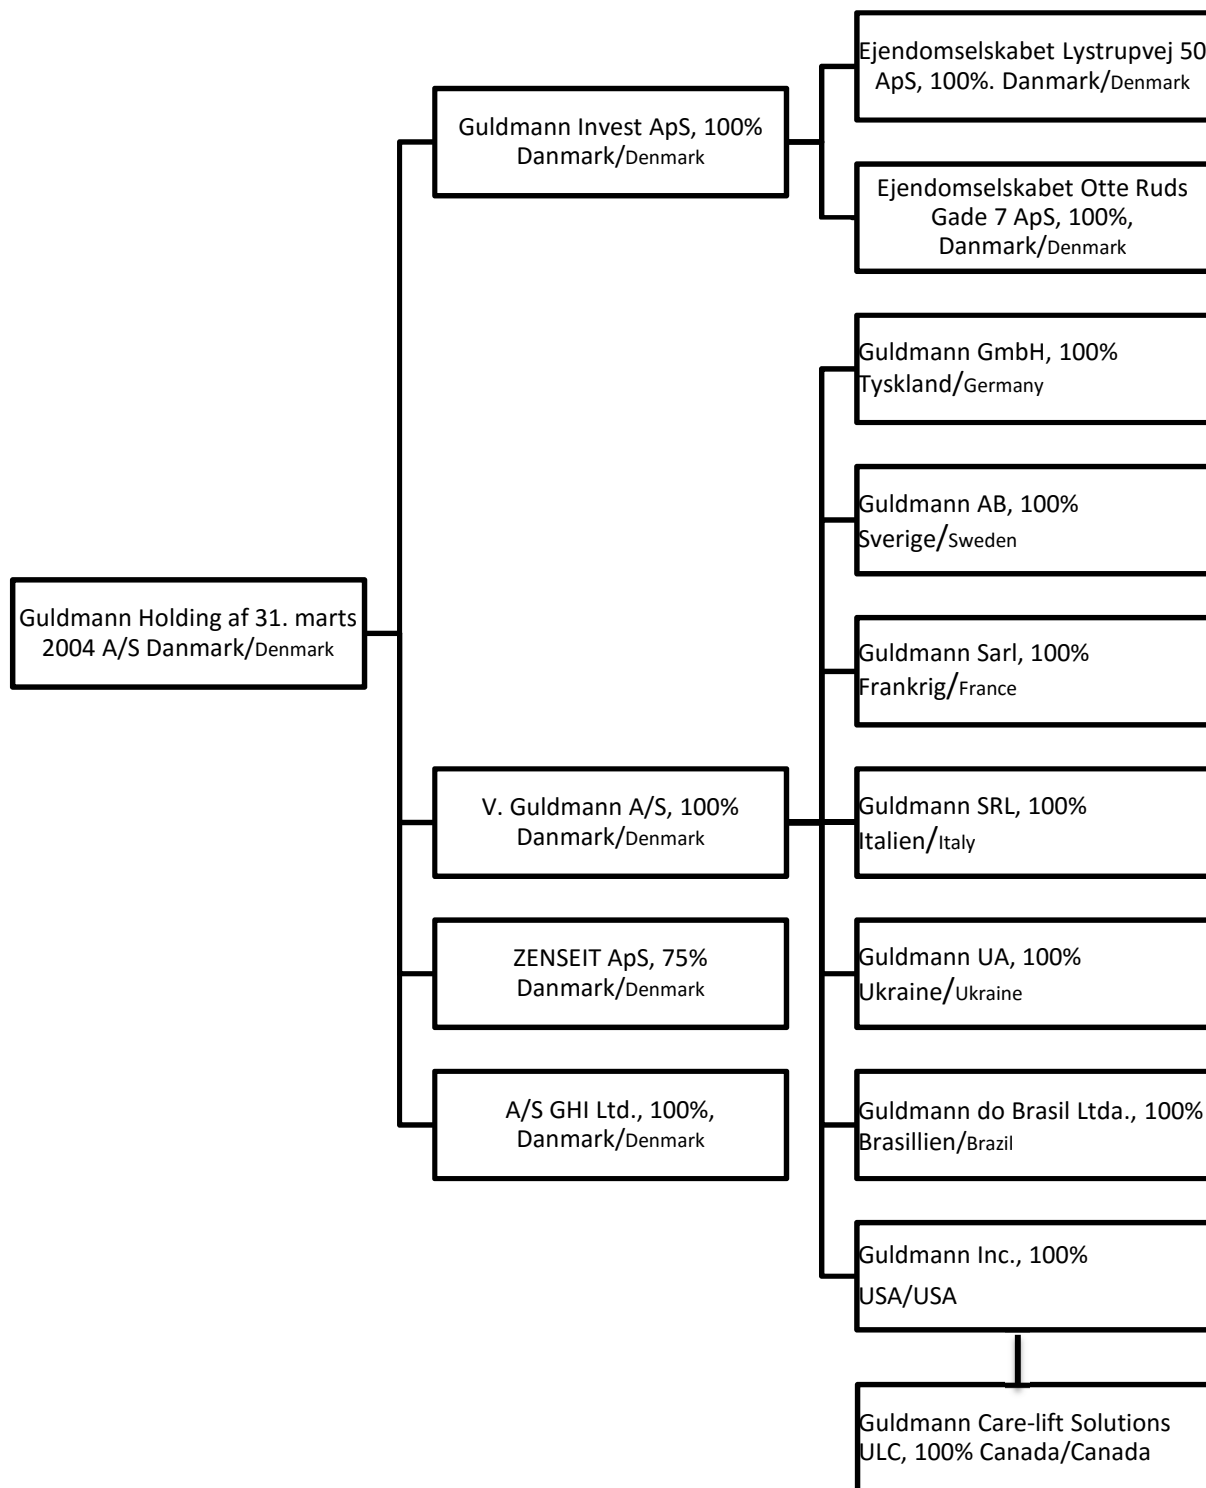 Ejendomselskabet Lystrupvej 50
ApS, 100%. Danmark/Denmark
Guldmann Invest ApS, 100%
Danmark/Denmark
Ejendomselskabet Otte Ruds
Gade 7 ApS, 100%,
Danmark/Denmark
Guldmann GmbH, 100%
Tyskland/Germany
Guldmann AB, 100%
Sverige/Sweden
Guldmann Holding af 31. marts
2004 A/S Danmark/Denmark
Guldmann Sarl, 100%
Frankrig/France
V. Guldmann A/S, 100%
Danmark/Denmark
Guldmann SRL, 100%
Italien/Italy
ZENSEIT ApS, 75%
Danmark/Denmark
Guldmann UA, 100%
Ukraine/Ukraine
A/S GHI Ltd., 100%,
Danmark/Denmark
Guldmann do Brasil Ltda., 100%
Brasillien/Brazil
Guldmann Inc., 100%
USA/USA
Guldmann Care-lift Solutions
ULC, 100% Canada/Canada